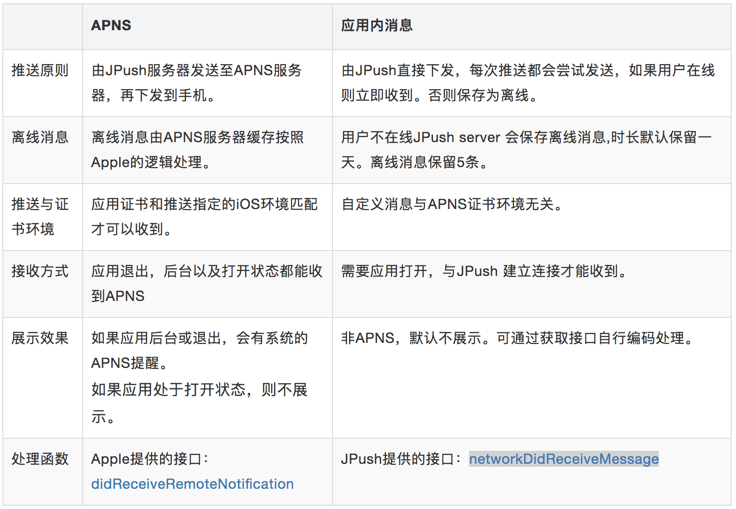 APNS
应用内消息
推送原则
由JPush服务器发送至APNS服务
器，再下发到手机。
由JPush直接下发，每次推送都会尝试发送，如果用户在线
则立即收到。否则保存为离线。
离线消息
离线消息由APNS服务器缓存按照
Apple的逻辑处理。
用户不在线JPush server 会保存离线消息,时长默认保留一
天。离线消息保留5条。
推送与证
书环境
应用证书和推送指定的iOS环境匹配
才可以收到。
自定义消息与APNS证书环境无关。
接收方式
应用退出，后台以及打开状态都能收
到APNS
需要应用打开，与JPush 建立连接才能收到。
展示效果
如果应用后台或退出，会有系统的
APNS提醒。
如果应用处于打开状态，则不展
示。
非APNS，默认不展示。可通过获取接口自行编码处理。
处理函数
Apple提供的接口：
didReceiveRemoteNotification
JPush提供的接口：networkDidReceiveMessage